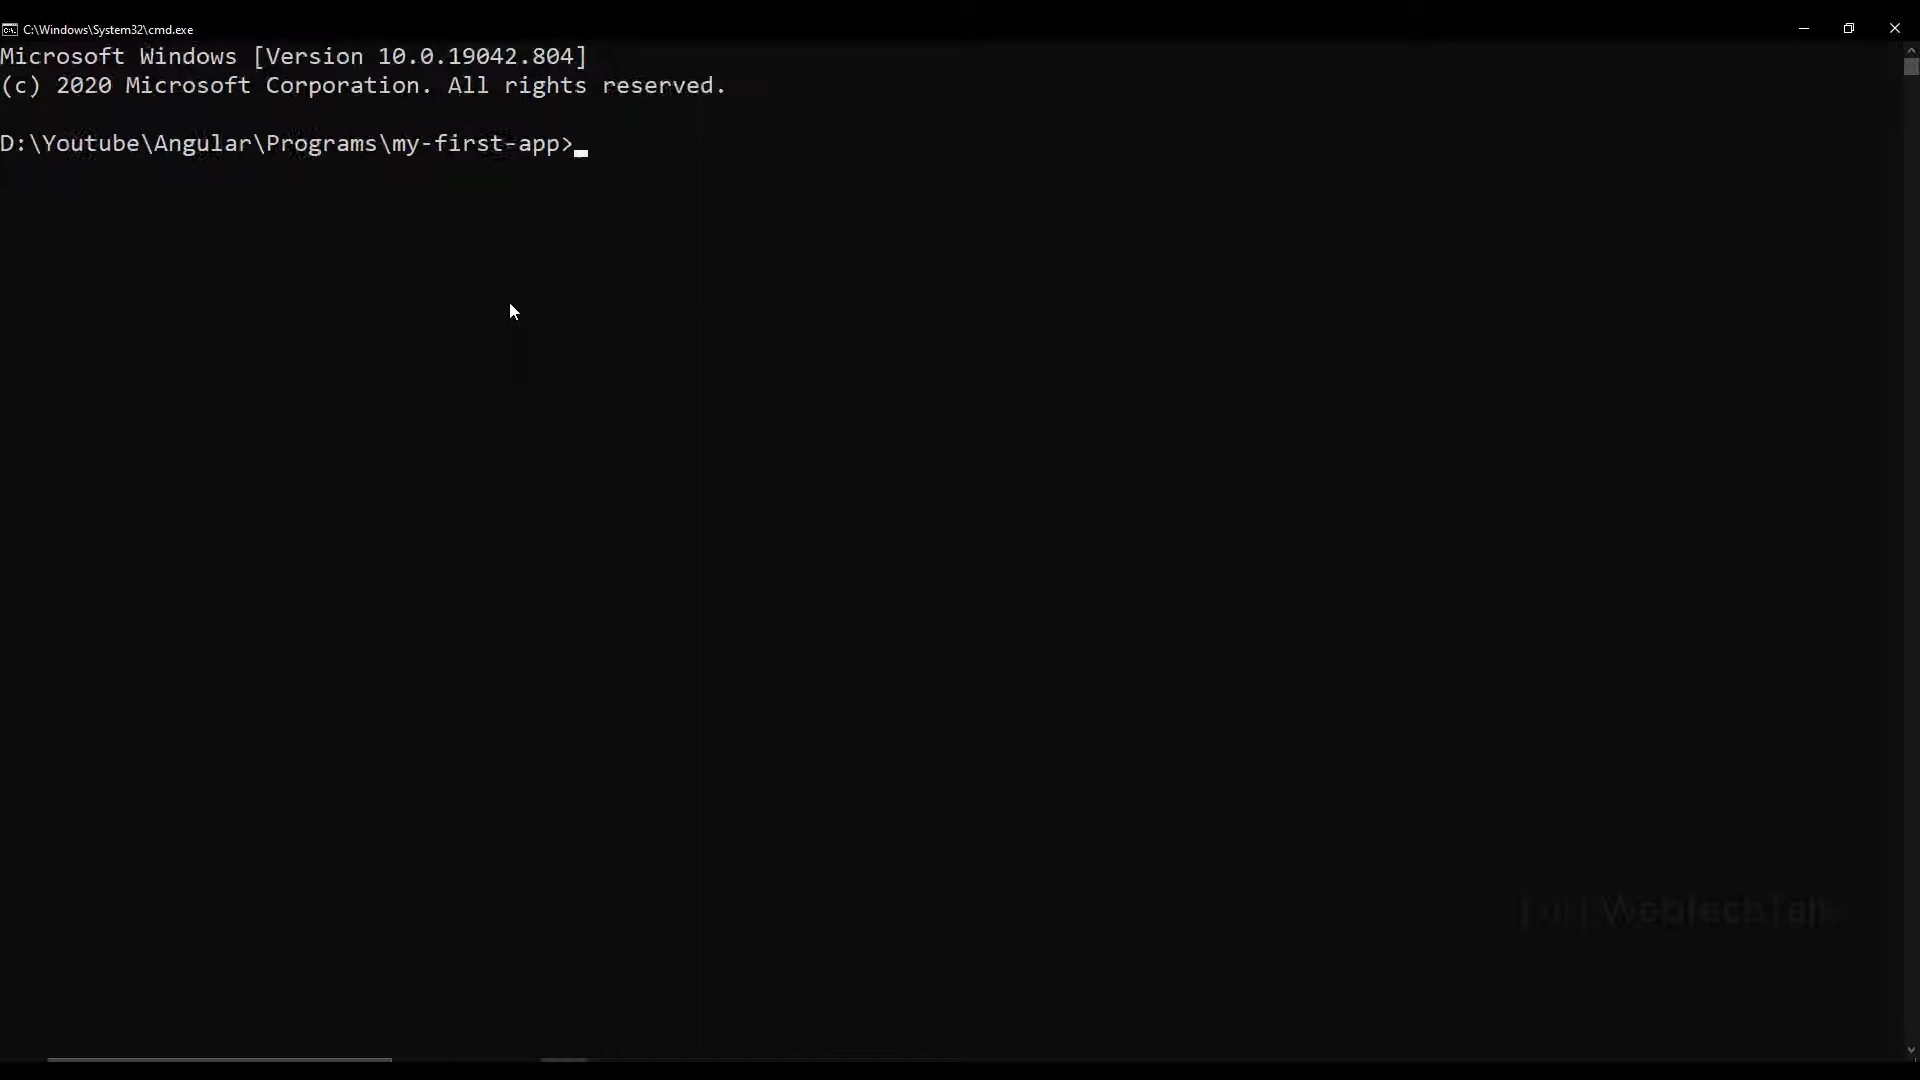 C:\Windows\System32\cmd.exe
Microsoft Windows [Version 10.0.19042.804]
(c) 2020 Microsoft Corporation. All rights reserved.
D:\Youtube\Angular\Programs\my-first-app>